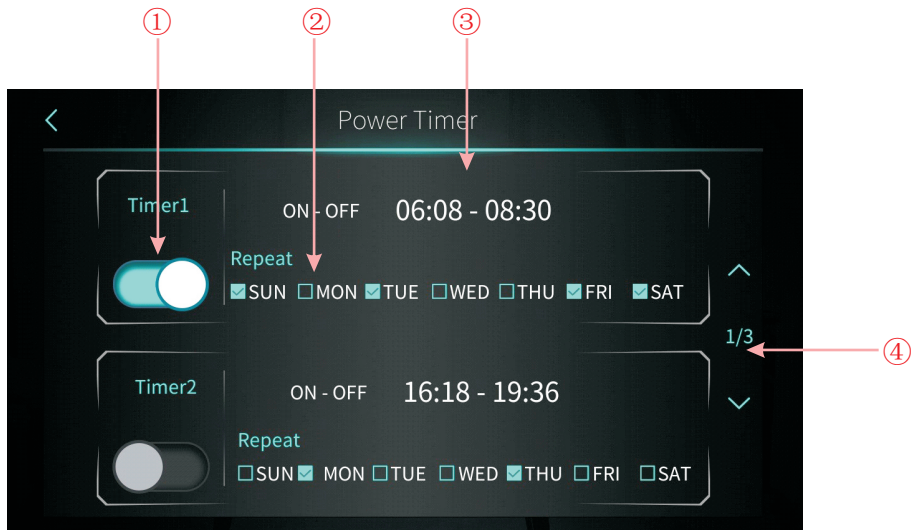 ① ② ③
Power Timer
Timer1
ON - OFF 06:08 - 08:30
Repeat
SUN MON TUE WED THU FRI SAT
1/3
④
Timer2
ON - OFF 16:18 - 19:36
Repeat
SUN MON TUE WED THU FRI SAT